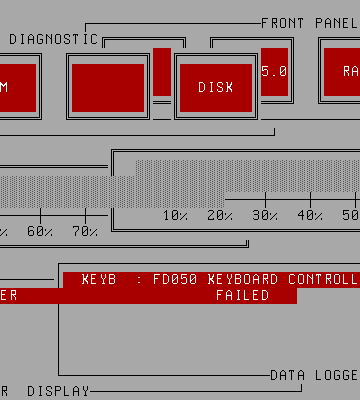 FRONT PANEL
DIAGNOSTIC
5.0
M DISK RA
10% 20% 30% 40% 50
% 60% 70%
KEYB : FD050 KEYBOARD CONTROLL
ER FAILED
DATA LOGGE
R DISPLAY